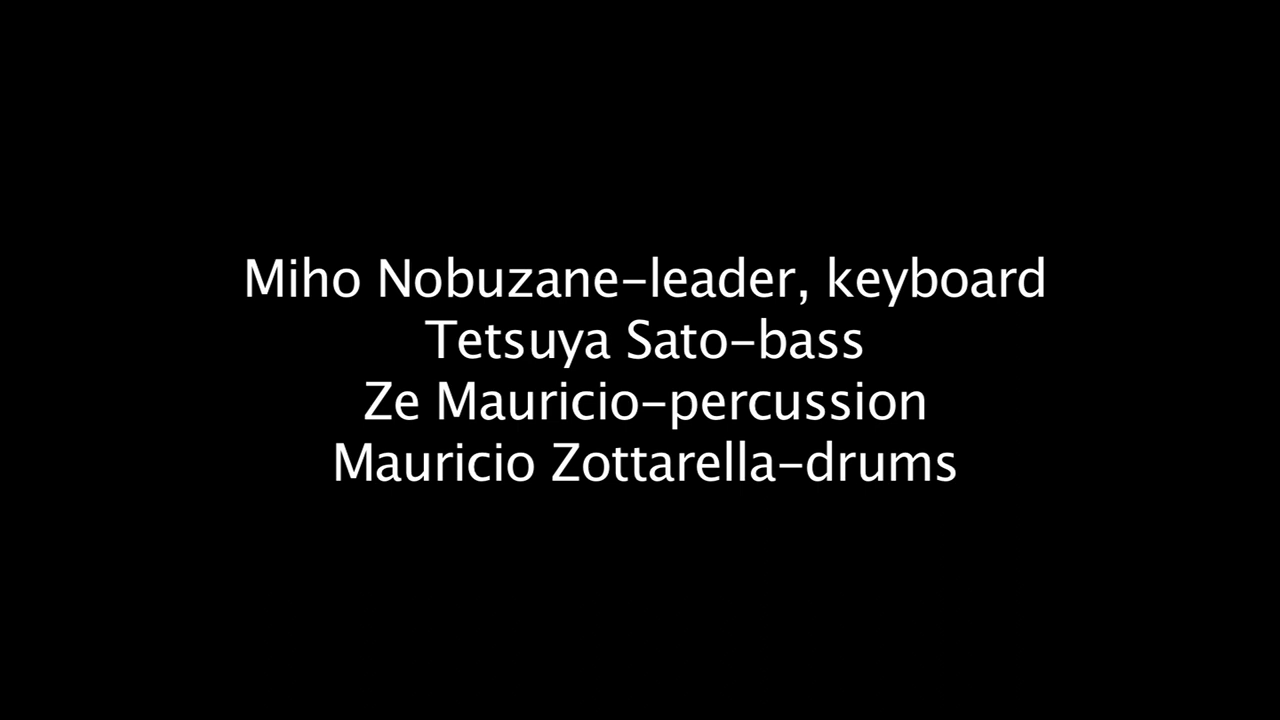 Miho Nobuzane-leader, keyboard
Tetsuya Sato-bass
Ze Mauricio-percussion
Mauricio Zottarella-drums